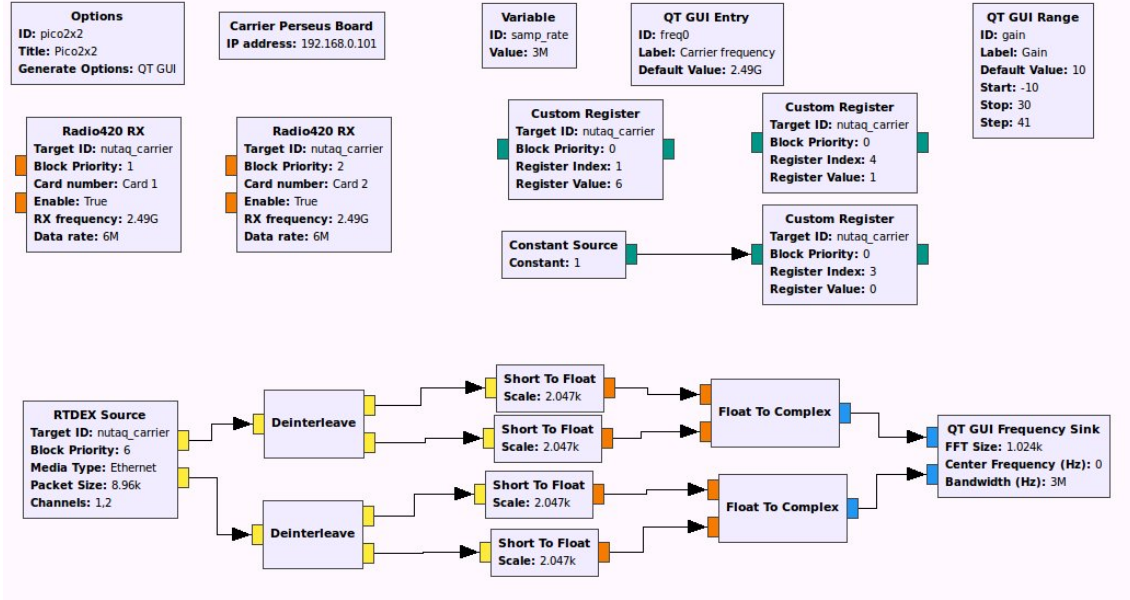 Options
ID: pico2x2
Title: Pico2x2
Generate Options: QT GUI
Carrier Perseus Board
IP address: 192.168.0.101
Variable
ID: samp_rate
Value: 3M
QT GUI Entry
ID: freq0
Label: Carrier frequency
Default Value: 2.49G
QT GUI Range
ID: gain
Label: Gain
Default Value: 10
Start: -10
Stop: 30
Step: 41
Radio420 RX
Target ID: nutaq_carrier
Block Priority: 1
Card number: Card 1
Enable: True
RX frequency: 2.49G
Data rate: 6M
Radio420 RX
Target ID: nutaq_carrier
Block Priority: 2
Card number: Card 2
Enable: True
RX frequency: 2.49G
Data rate: 6M
Custom Register
Target ID: nutaq_carrier
Block Priority: 0
Register Index: 1
Register Value: 6
Custom Register
Target ID: nutaq_carrier
Block Priority: 0
Register Index: 4
Register Value: 1
Constant Source
Constant: 1
Custom Register
Target ID: nutaq_carrier
Block Priority: 0
Register Index: 3
Register Value: 0
RTDEX Source
Target ID: nutaq_carrier
Block Priority: 6
Media Type: Ethernet
Packet Size: 8.96k
Channels: 1,2
Deinterleave
Deinterleave
Short To Float
Scale: 2.047k
Short To Float
Scale: 2.047k
Short To Float
Scale: 2.047k
Short To Float
Scale: 2.047k
Float To Complex
Float To Complex
QT GUI Frequency Sink
FFT Size: 1.024k
Center Frequency (Hz): 0
Bandwidth (Hz): 3M